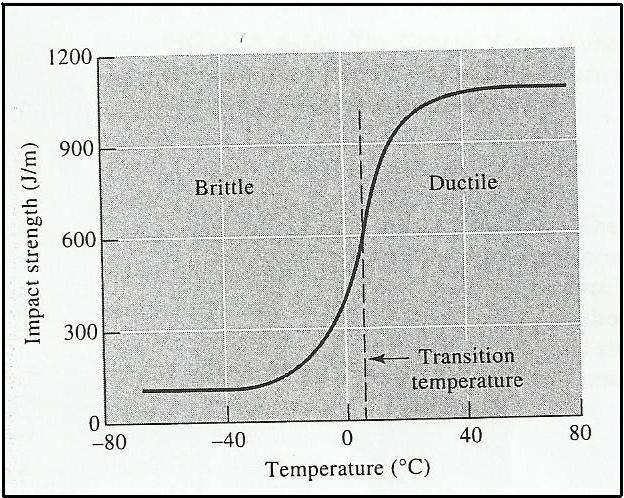 1200
900
600
300
0
Impact strength (J/m)
Brittle
Ductile
Transition
temperature
−80
−40
0
40
80
Temperature (°C)